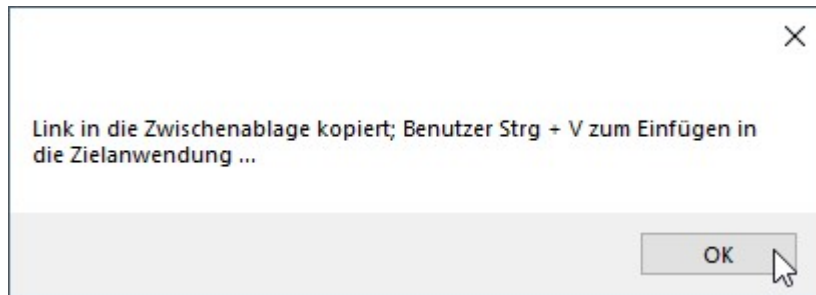 Link in die Zwischenablage kopiert; Benutzer Strg + V zum Einfügen in
die Zielanwendung ...
OK